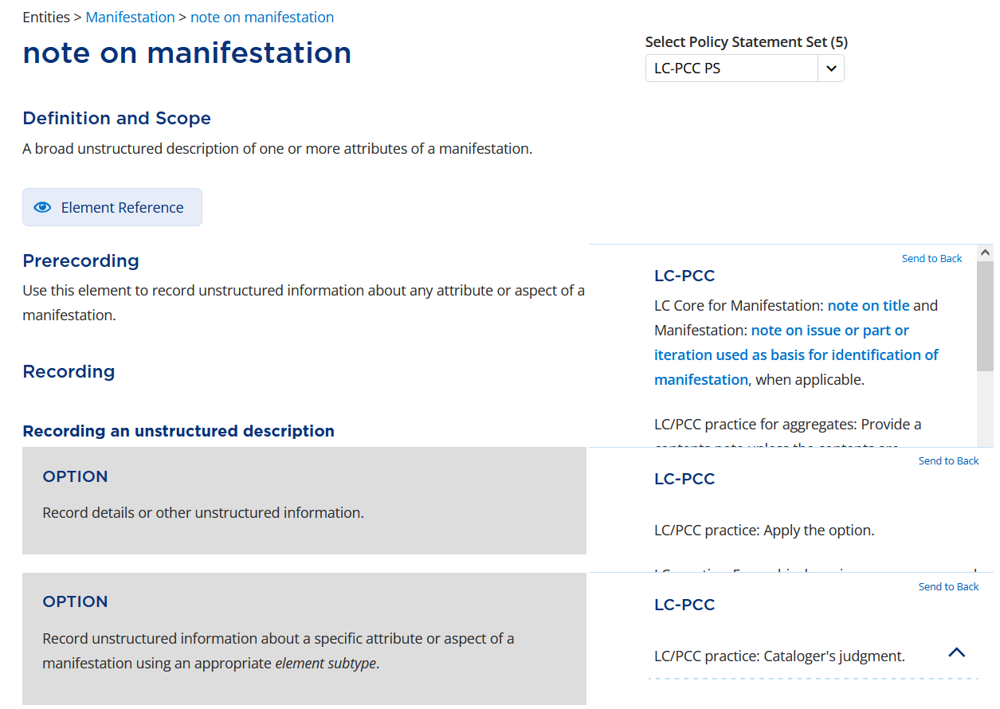 Entities > Manifestation > note on manifestation
note on manifestation
Select Policy Statement Set (5)
LC-PCC PS
Definition and Scope
A broad unstructured description of one or more attributes of a manifestation.
Element Reference
Prerecording
Use this element to record unstructured information about any attribute or aspect of a
manifestation.
Recording
Recording an unstructured description
OPTION
Record details or other unstructured information.
OPTION
Record unstructured information about a specific attribute or aspect of a
manifestation using an appropriate element subtype.
Send to Back
LC-PCC
LC Core for Manifestation: note on title and
Manifestation: note on issue or part or
iteration used as basis for identification of
manifestation, when applicable.
LC/PCC practice for aggregates: Provide a
Send to Back
LC-PCC
LC/PCC practice: Apply the option.
Send to Back
LC-PCC
LC/PCC practice: Cataloger's judgment.